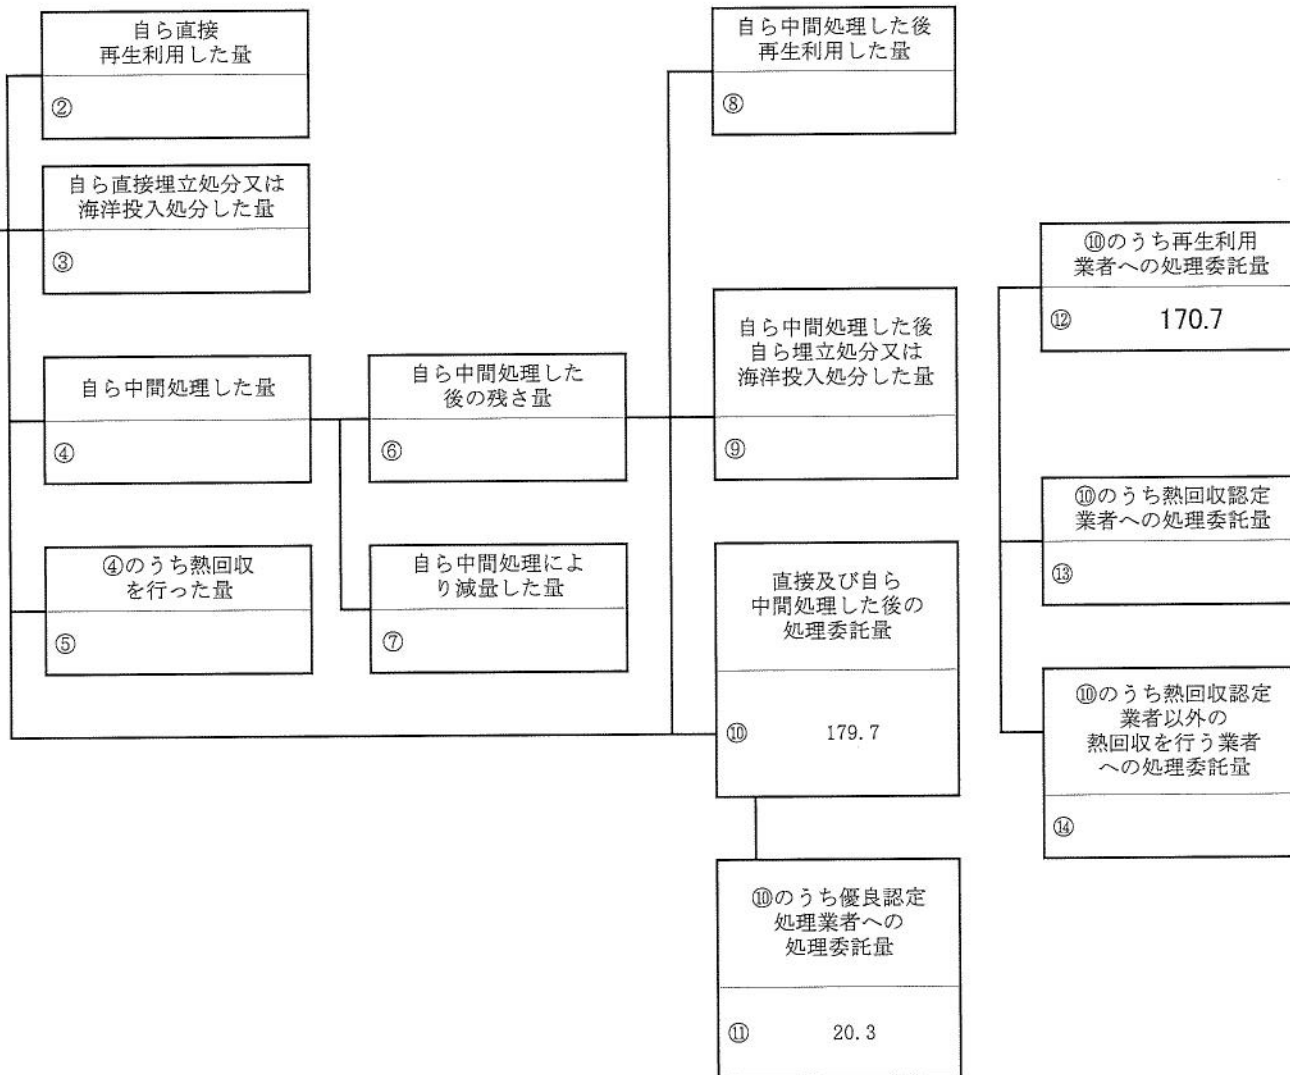 自ら直接
再生利用した量
②
自ら直接埋立処分又は
海洋投入処分した量
③
自ら中間処理した量
④
④のうち熱回収
を行った量
⑤
自ら中間処理した
後の残さ量
⑥
自ら中間処理によ
り減量した量
⑦
自ら中間処理した後
再生利用した量
⑧
自ら中間処理した後
自ら埋立処分又は
海洋投入処分した量
⑨
直接及び自ら
中間処理した後の
処理委託量
⑩ 179.7
⑩のうち優良認定
処理業者への
処理委託量
⑪ 20.3
⑩のうち再生利用
業者への処理委託量
⑫ 170.7
⑩のうち熱回収認定
業者への処理委託量
⑬
⑩のうち熱回収認定
業者以外の
熱回収を行う業者
への処理委託量
⑭